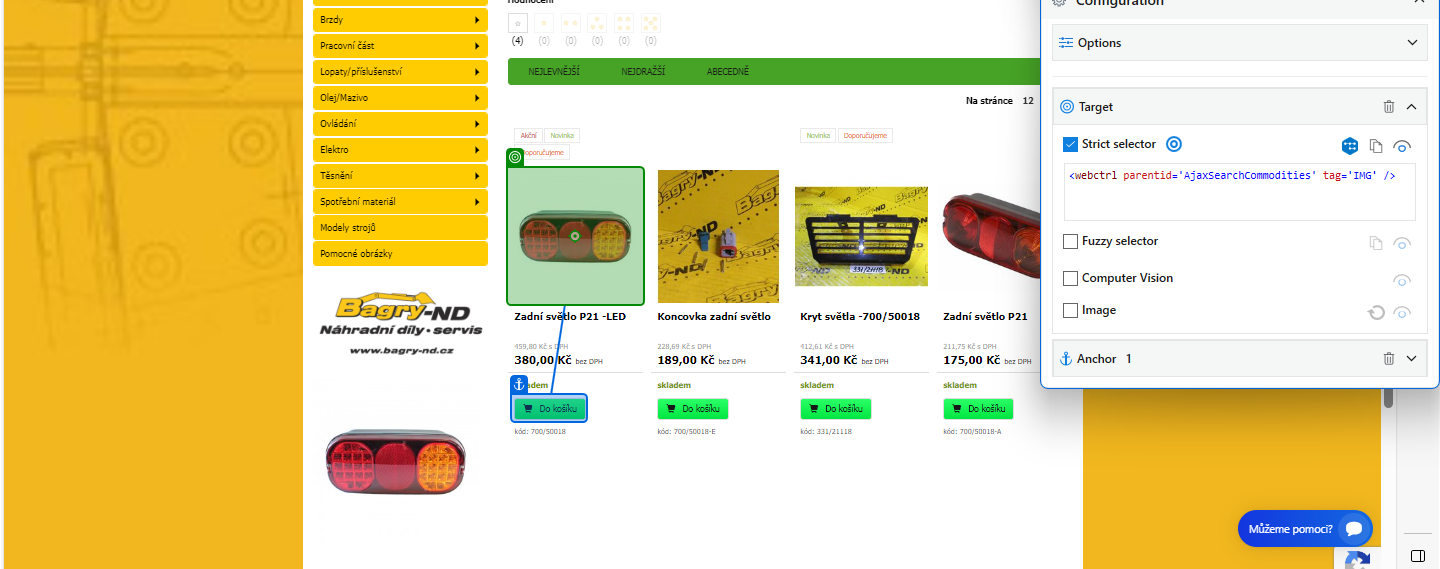 Hodnocení
Brzdy
Pracovní část
Lopaty/příslušenství
Olej/Mazivo
Ovládání
Elektro
Těsnění
Spotřební materiál
Modely strojů
Pomocné obrázky
Bagry-ND
Náhradní díly • servis
www.bagry-nd.cz
(4) (0) (0) (0) (0) (0)
NEJLEVNĚJŠÍ NEJDRAŽŠÍ ABECEDNĚ
Na stránce 12
Akční Novinka
Doporučujeme
Novinka Doporučujeme
331/21118
Zadní světlo P21 -LED
459,80 Kč s DPH
380,00 Kč bez DPH
skladem
Do košíku
kód: 700/50018
Koncovka zadní světlo
228,69 Kč s DPH
189,00 Kč bez DPH
skladem
Do košíku
kód: 700/50018-E
Kryt světla -700/50018
412,61 Kč s DPH
341,00 Kč bez DPH
skladem
Do košíku
kód: 331/21118
Zadní světlo P21
211,75 Kč s DPH
175,00 Kč bez DPH
skladem
Do košíku
kód: 700/50018-A
Configuration
Options
Target
Strict selector
<webctrl parentid='AjaxSearchCommodities' tag='IMG' />
Fuzzy selector
Computer Vision
Image
Anchor 1
Můžeme pomoci?